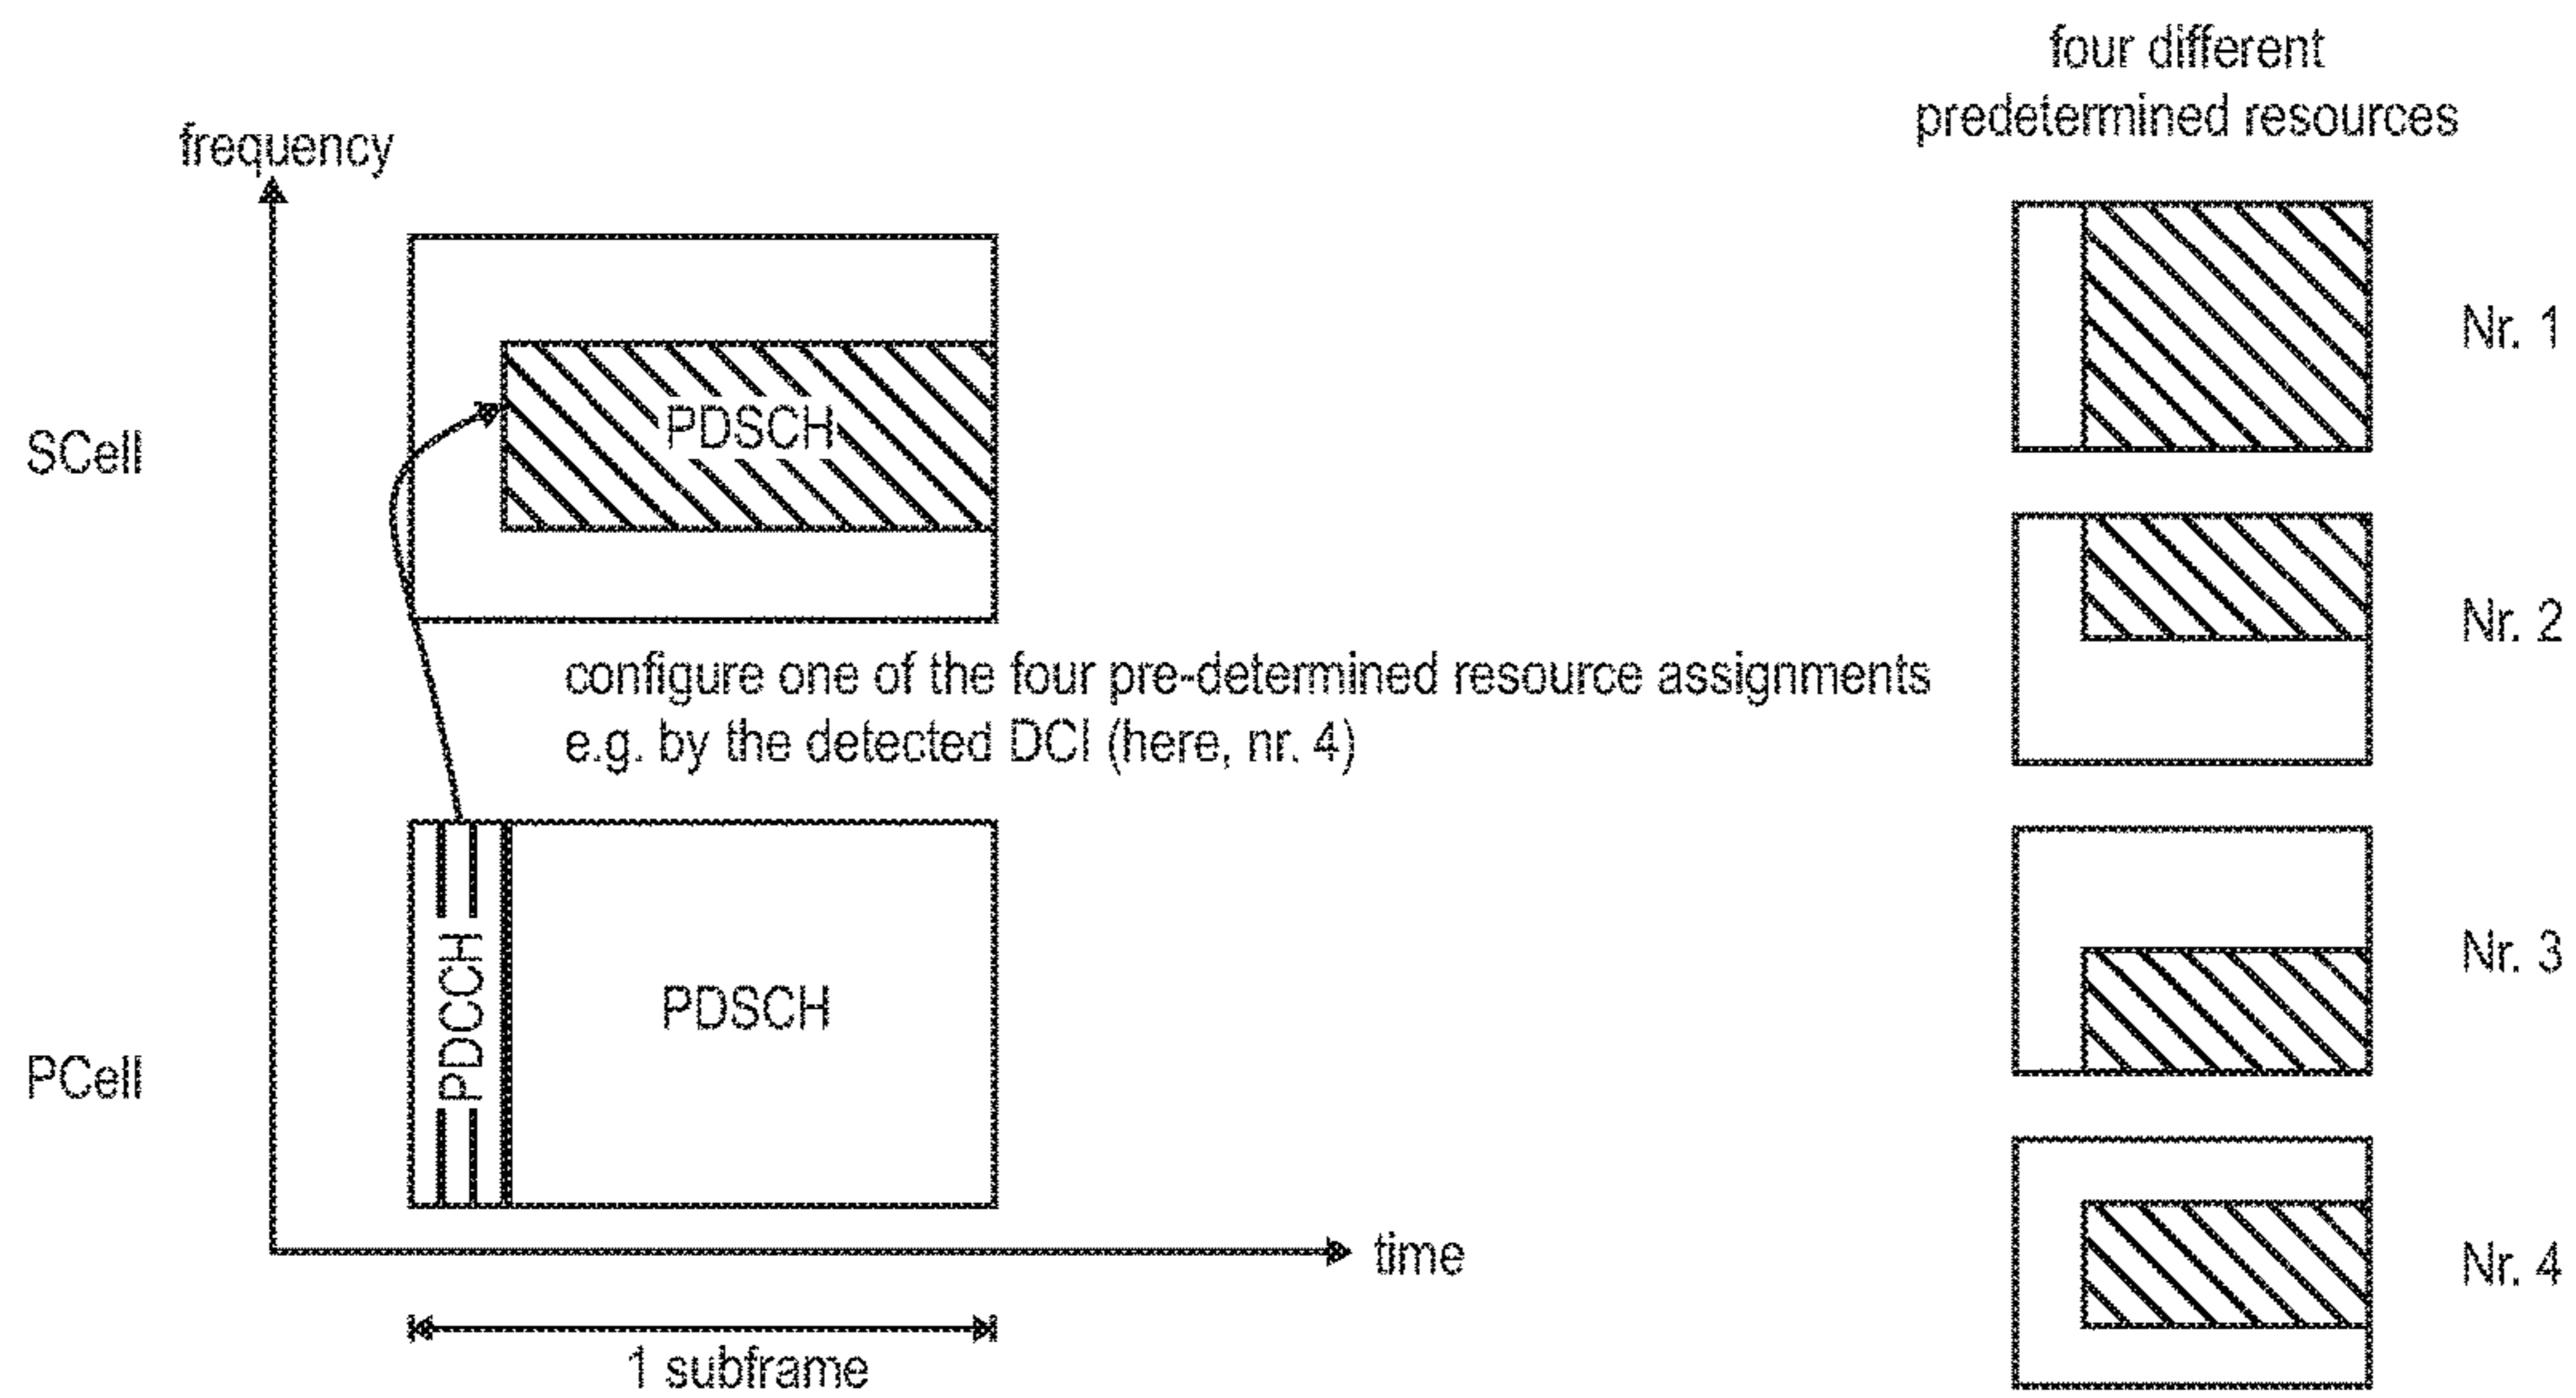 four different
predetermined resources
frequency
SCell
PDSCH
Nr. 1
Nr. 2
configure one of the four pre-determined resource assignments
e.g. by the detected DCI (here, nr. 4)
PCell
PDCCH
PDSCH
Nr. 3
Nr. 4
time
1 subframe